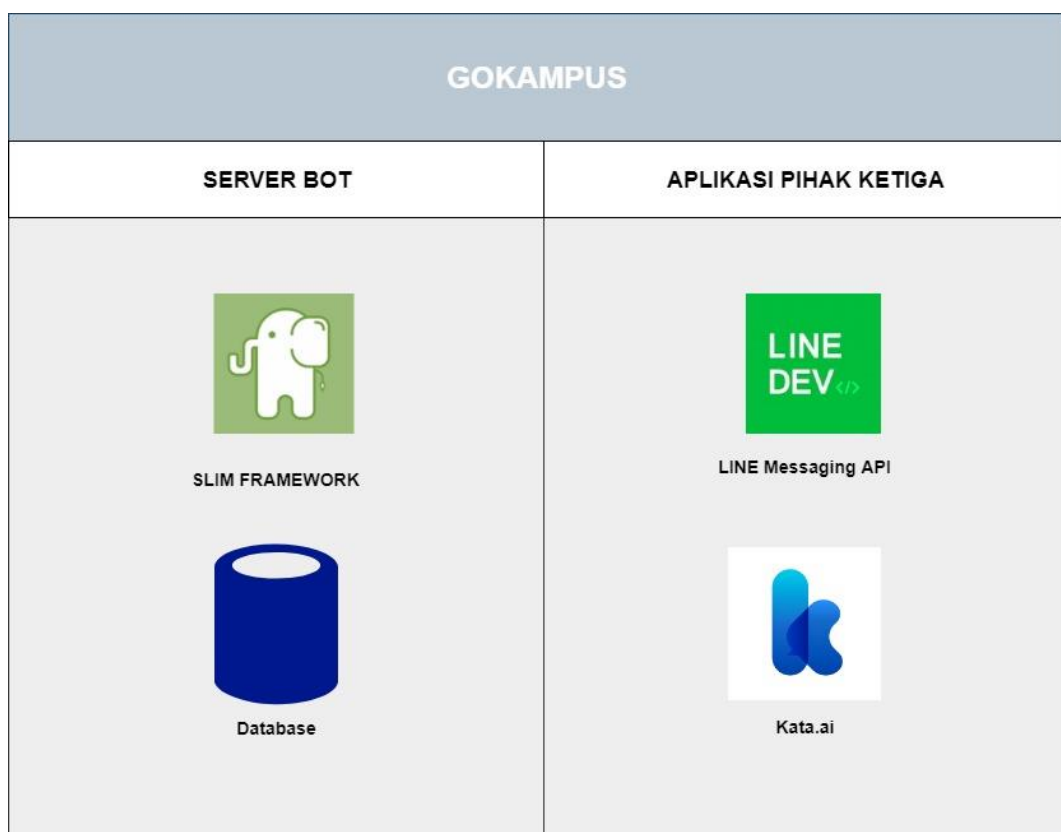 GOKAMPUS
SERVER BOT
APLIKASI PIHAK KETIGA
LINE
DEV</>
SLIM FRAMEWORK
LINE Messaging API
Database
Kata.ai